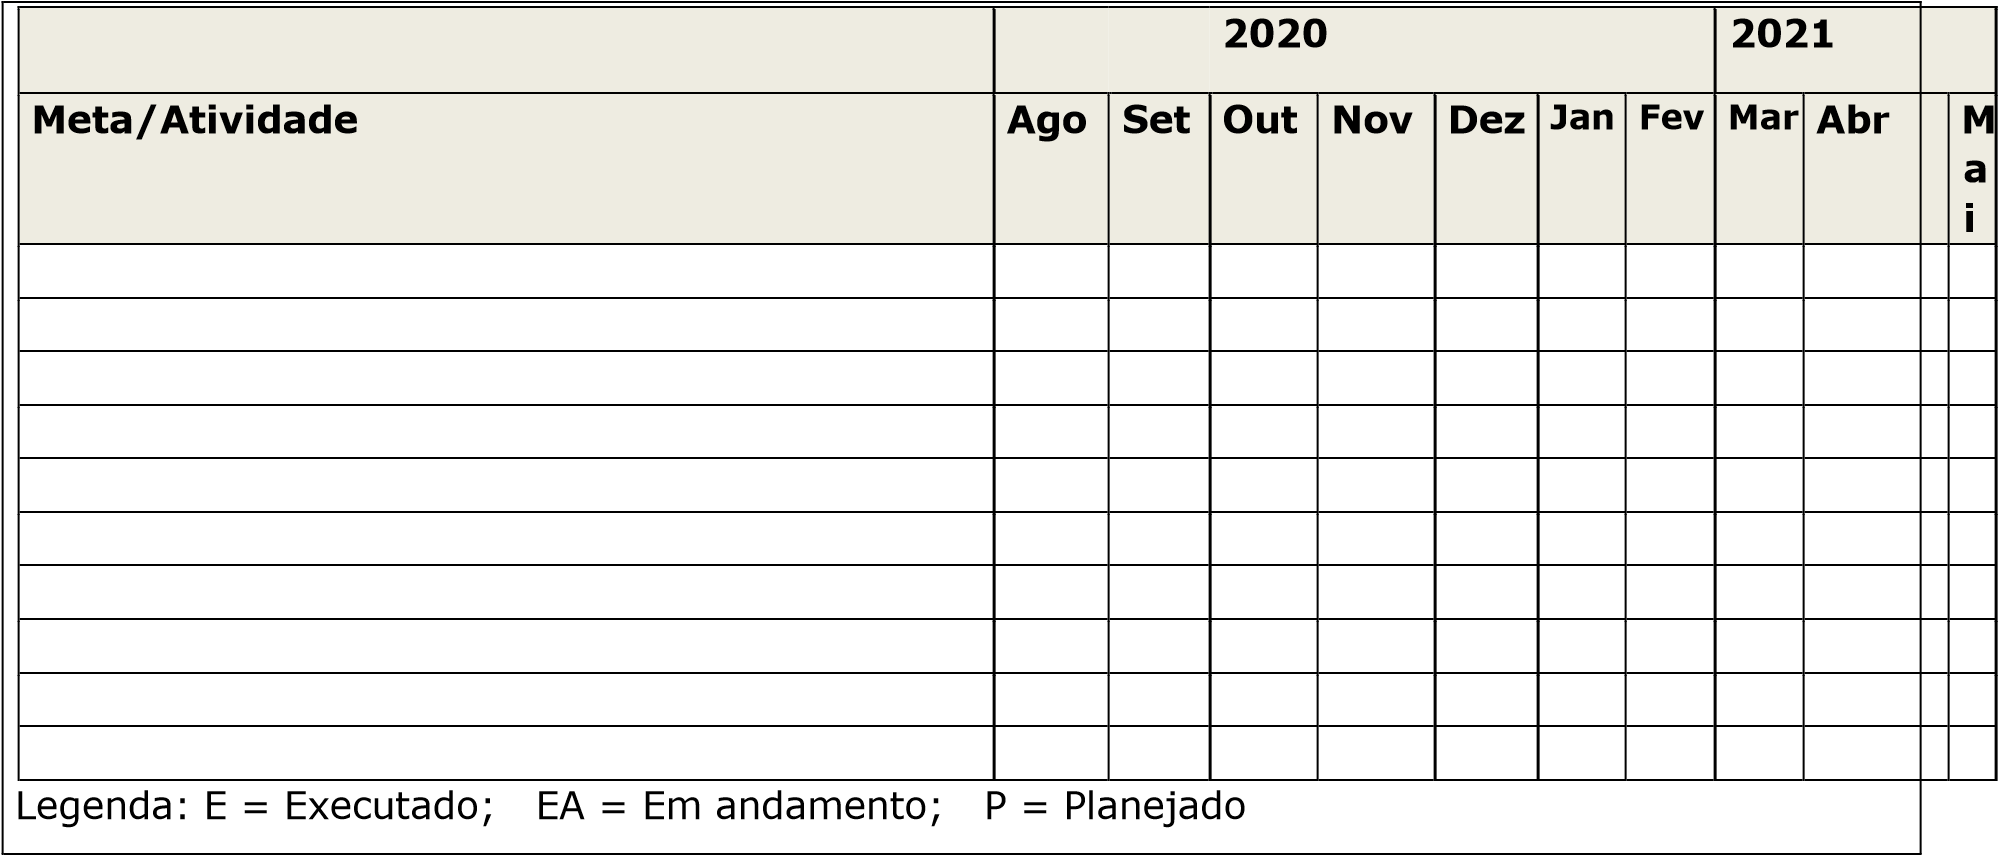 2020 2021
Meta/Atividade Ago Set Out Nov Dez Jan Fev Mar Abr Mai
Legenda: E = Executado; EA = Em andamento; P = Planejado